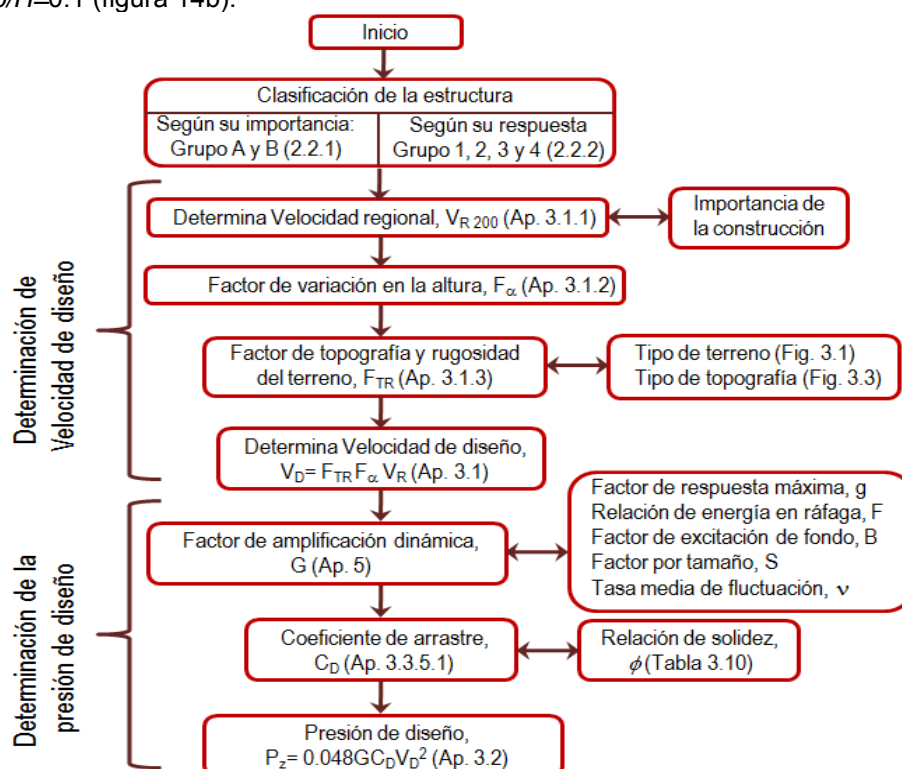 b/H=0.1 (figura 14b).
Inicio
Clasificación de la estructura
Según su importancia:
Grupo A y B (2.2.1)
Según su respuesta
Grupo 1, 2, 3 y 4 (2.2.2)
Determinación de
Velocidad de diseño
Determina Velocidad regional, VR 200 (Ap. 3.1.1)
Importancia de
la construcción
Factor de variación en la altura, Fα (Ap. 3.1.2)
Factor de topografía y rugosidad
del terreno, FTR (Ap. 3.1.3)
Tipo de terreno (Fig. 3.1)
Tipo de topografía (Fig. 3.3)
Determina Velocidad de diseño,
VD= FTR Fα VR (Ap. 3.1)
Determinación de la
presión de diseño
Factor de amplificación dinámica,
G (Ap. 5)
Factor de respuesta máxima, g
Relación de energía en ráfaga, F
Factor de excitación de fondo, B
Factor por tamaño, S
Tasa media de fluctuación, ν
Coeficiente de arrastre,
CD (Ap. 3.3.5.1)
Relación de solidez,
ϕ (Tabla 3.10)
Presión de diseño,
Pz= 0.048GCDVD² (Ap. 3.2)